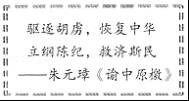 驱逐胡虏，恢复中华
立纲陈纪，救济斯民
——朱元璋《谕中原檄》